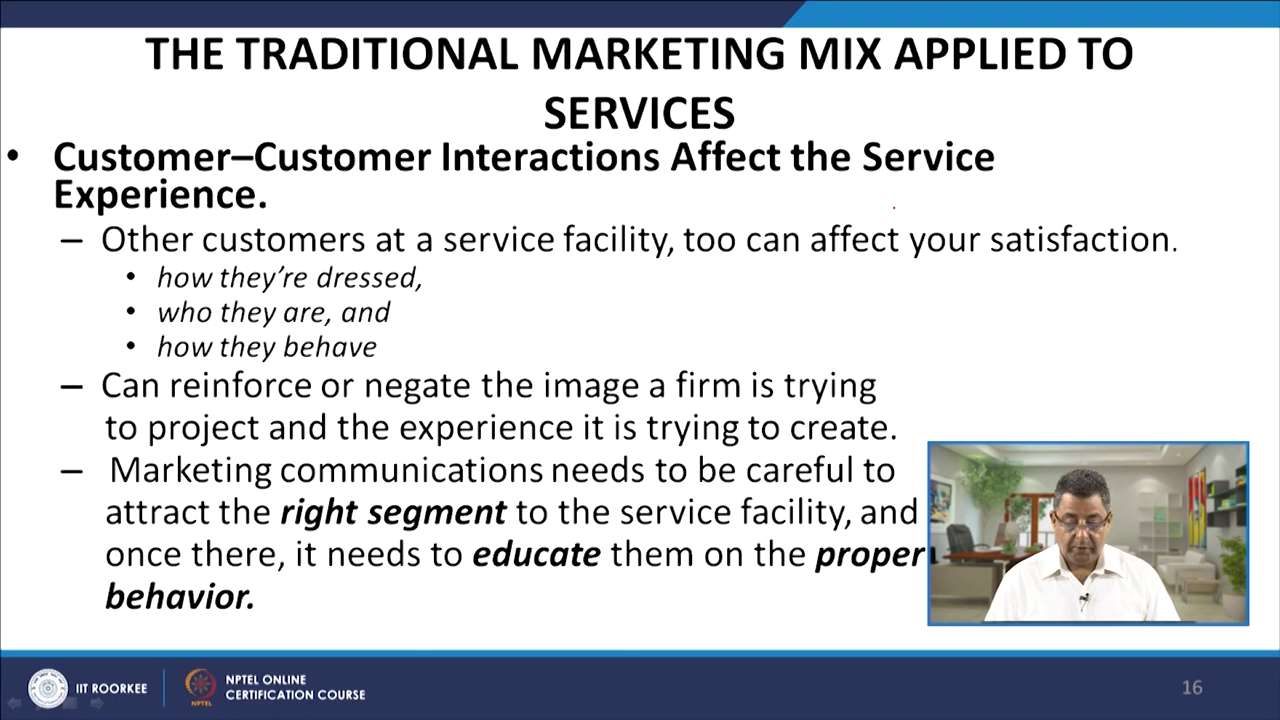 THE TRADITIONAL MARKETING MIX APPLIED TO
SERVICES
• Customer–Customer Interactions Affect the Service
Experience.
– Other customers at a service facility, too can affect your satisfaction.
• how they’re dressed,
• who they are, and
• how they behave
– Can reinforce or negate the image a firm is trying
to project and the experience it is trying to create.
– Marketing communications needs to be careful to
attract the right segment to the service facility, and
once there, it needs to educate them on the proper
behavior.
IIT ROORKEE
NPTEL
NPTEL ONLINE
CERTIFICATION COURSE
16